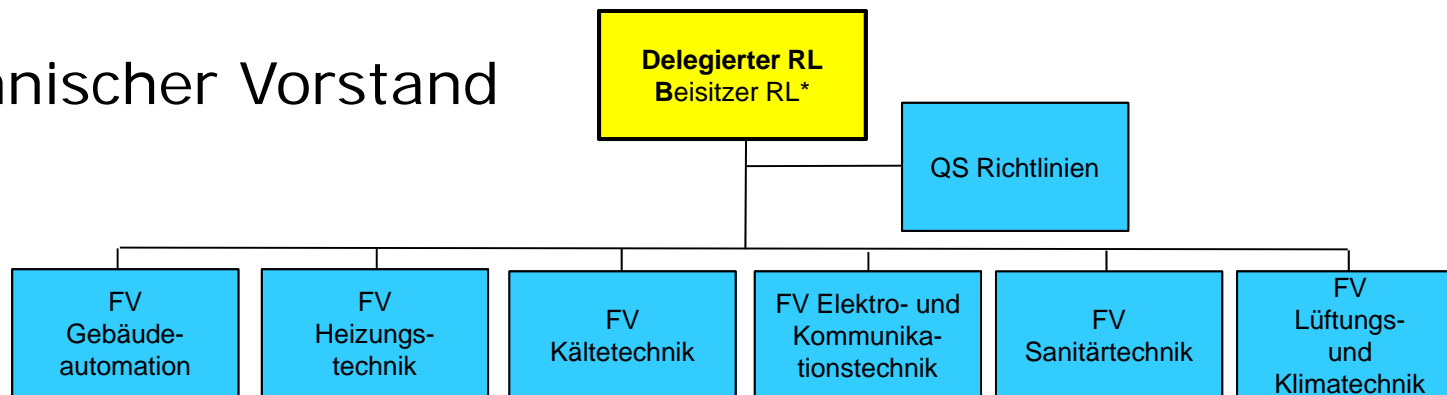 nischer Vorstand
Delegierter RL
Beisitzer RL*
QS Richtlinien
FV
Gebäude-
automation
FV
Heizungs-
technik
FV
Kältetechnik
FV Elektro- und
Kommunika-
tionstechnik
FV
Sanitärtechnik
FV
Lüftungs-
und
Klimatechnik